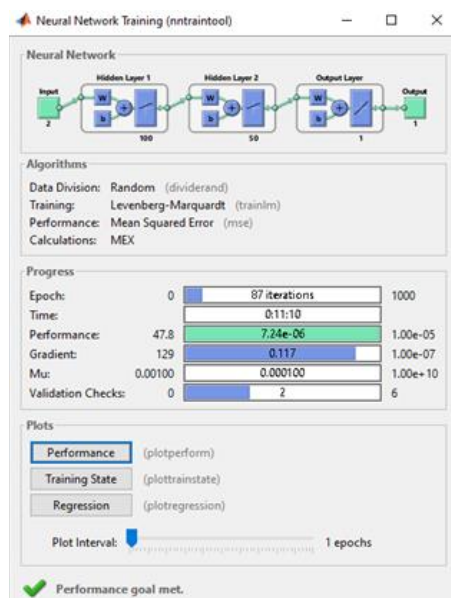 Neural Network Training (nntraintool)
Neural Network
Hidden Layer 1 Hidden Layer 2 Output Layer
Input Output
W W W
b b b
2 100 50 1 1
Algorithms
Data Division: Random (dividerand)
Training: Levenberg-Marquardt (trainlm)
Performance: Mean Squared Error (mse)
Calculations: MEX
Progress
Epoch: 0 87 iterations 1000
Time: 0:11:10
Performance: 47.8 7.24e-06 1.00e-05
Gradient: 129 0.117 1.00e-07
Mu: 0.00100 0.000100 1.00e+10
Validation Checks: 0 2 6
Plots
Performance (plotperform)
Training State (plottrainstate)
Regression (plotregression)
Plot Interval: 1 epochs
Performance goal met.